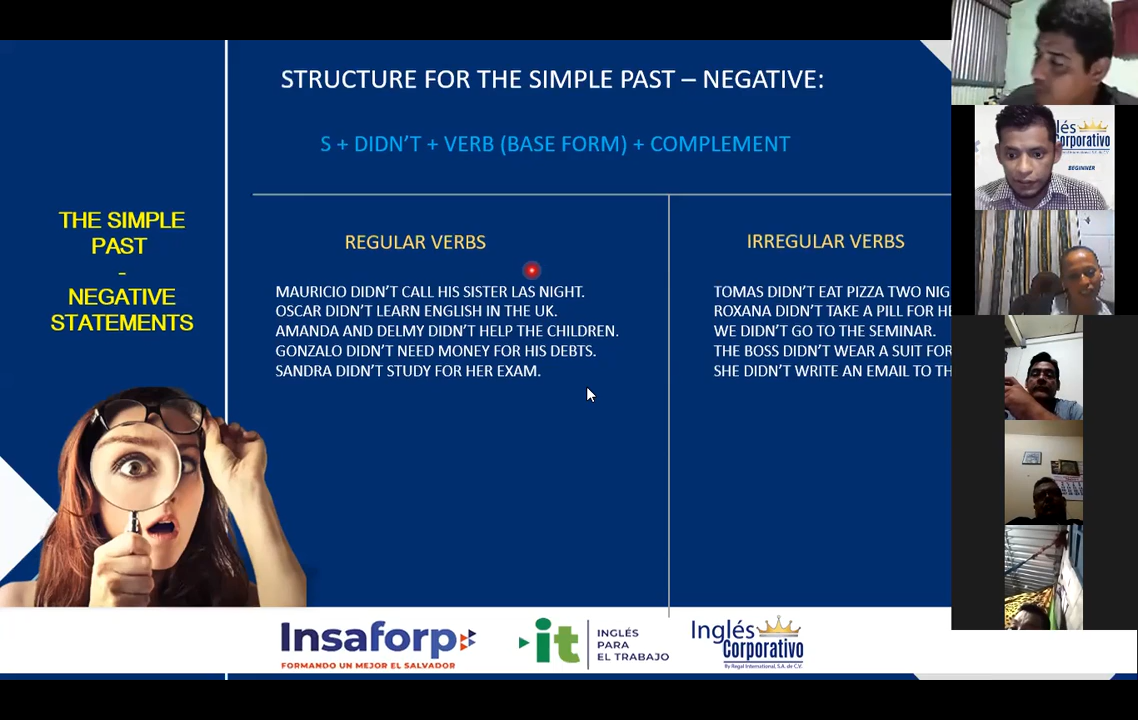 STRUCTURE FOR THE SIMPLE PAST – NEGATIVE:
S + DIDN'T + VERB (BASE FORM) + COMPLEMENT
THE SIMPLE
PAST
-
NEGATIVE
STATEMENTS
REGULAR VERBS
MAURICIO DIDN'T CALL HIS SISTER LAS NIGHT.
OSCAR DIDN'T LEARN ENGLISH IN THE UK.
AMANDA AND DELMY DIDN'T HELP THE CHILDREN.
GONZALO DIDN'T NEED MONEY FOR HIS DEBTS.
SANDRA DIDN'T STUDY FOR HER EXAM.
IRREGULAR VERBS
TOMAS DIDN'T EAT PIZZA TWO NIG
ROXANA DIDN'T TAKE A PILL FOR HE
WE DIDN'T GO TO THE SEMINAR.
THE BOSS DIDN'T WEAR A SUIT FOR
SHE DIDN'T WRITE AN EMAIL TO TH
lés
orporativo
BEGINNER
Insaforp
FORMANDO UN MEJOR EL SALVADOR
it
INGLÉS
PARA
EL TRABAJO
Inglés
Corporativo
By Regal International, S.A. de C.V.